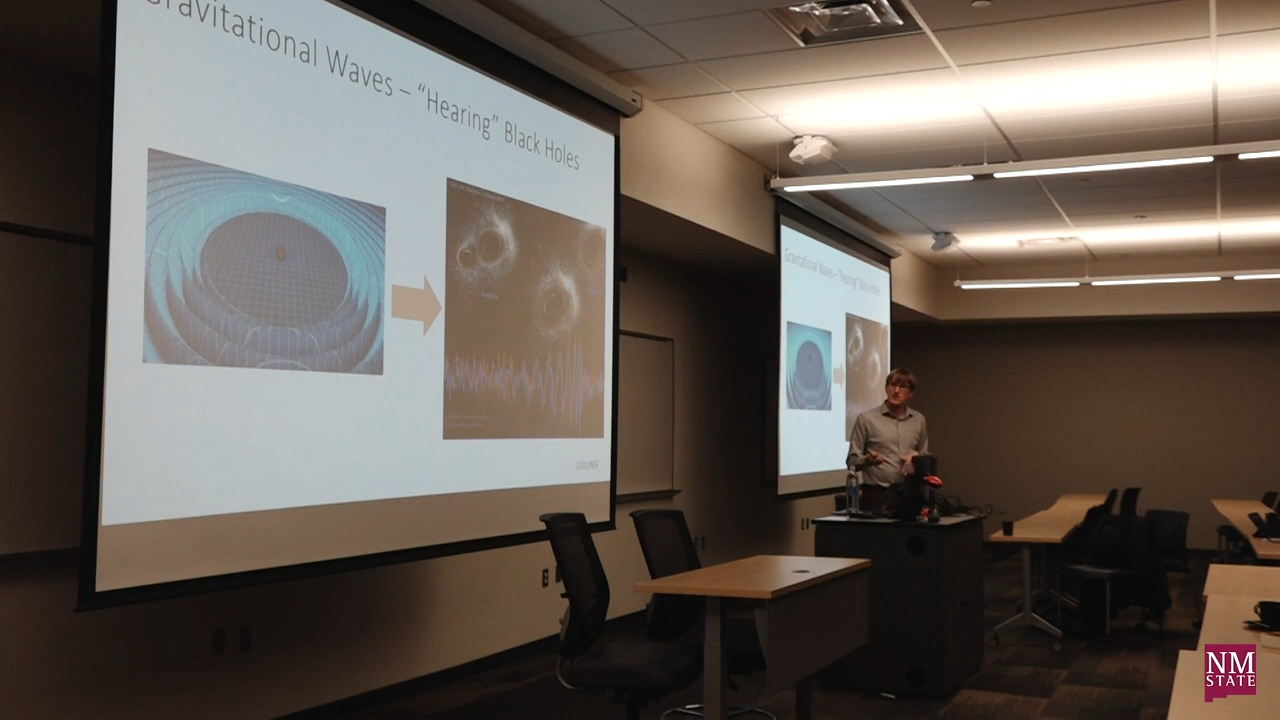 Gravitational Waves – “Hearing” Black Holes
LIGO/NSF
Gravitational Waves – “Hearing” Black Holes
NM
STATE